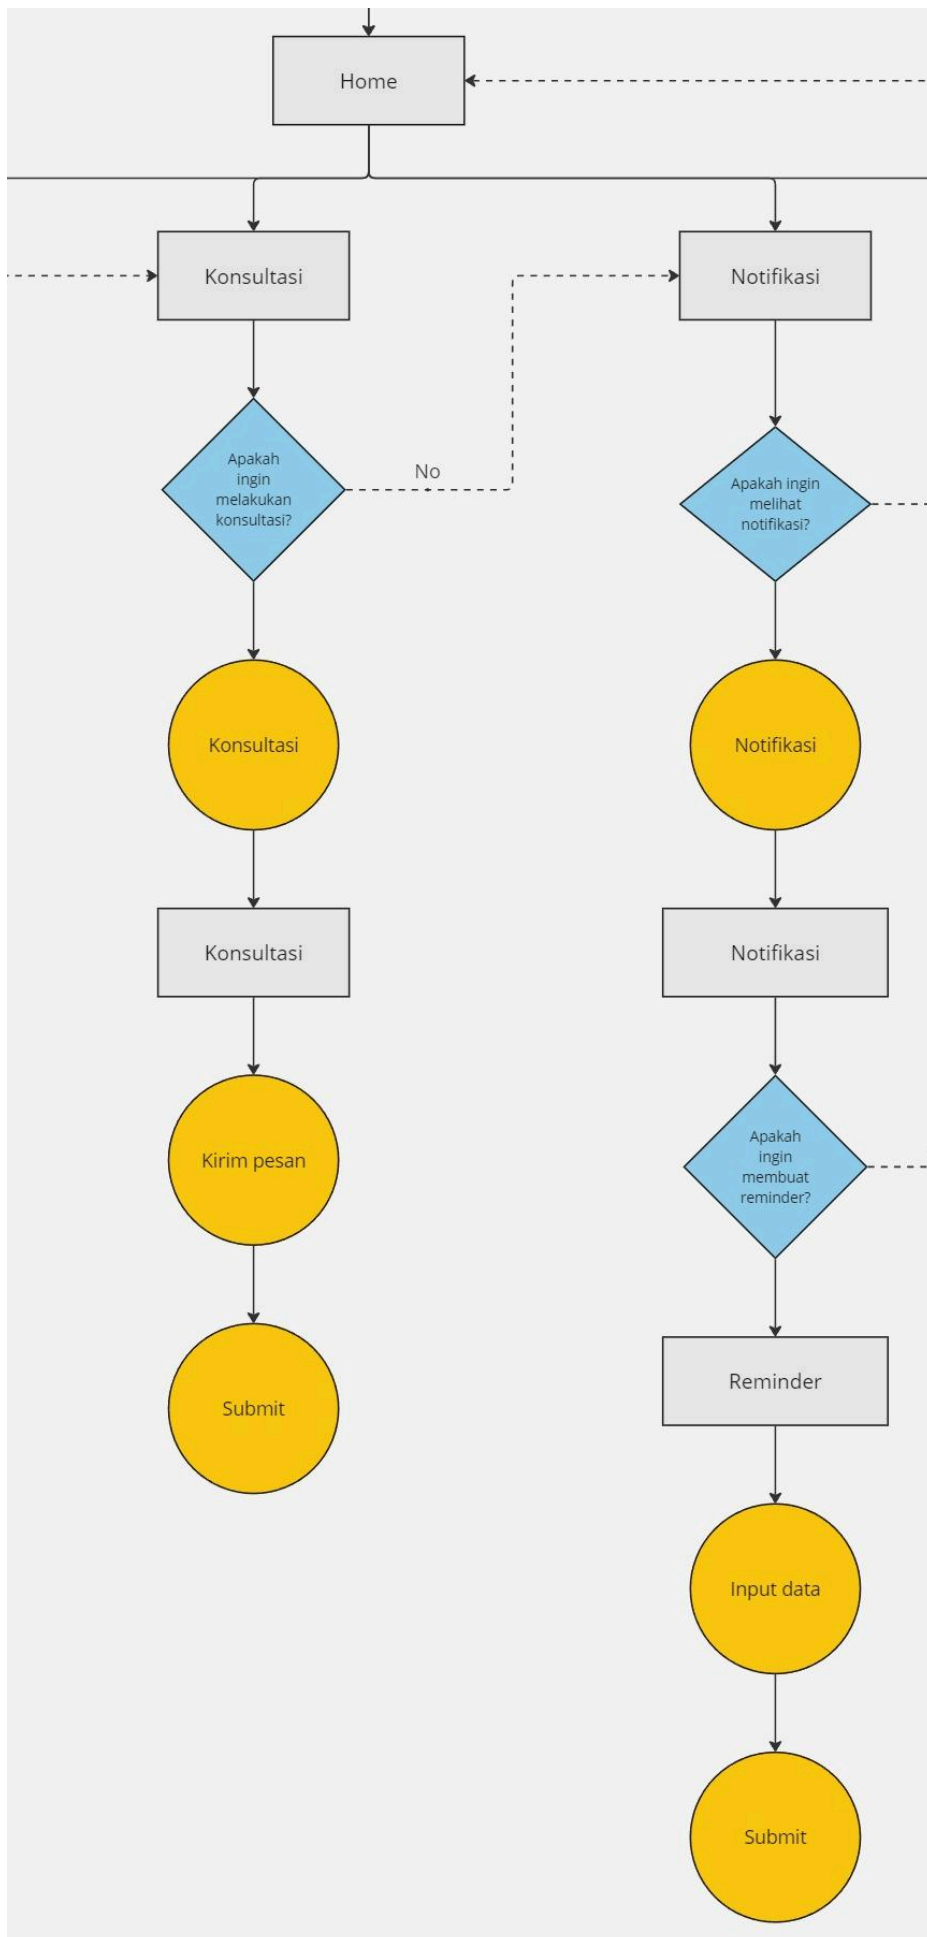 Home
Konsultasi
Notifikasi
Apakah
ingin
melakukan
konsultasi?
No
Apakah ingin
melihat
notifikasi?
Konsultasi
Notifikasi
Konsultasi
Notifikasi
Kirim pesan
Apakah
ingin
membuat
reminder?
Submit
Reminder
Input data
Submit